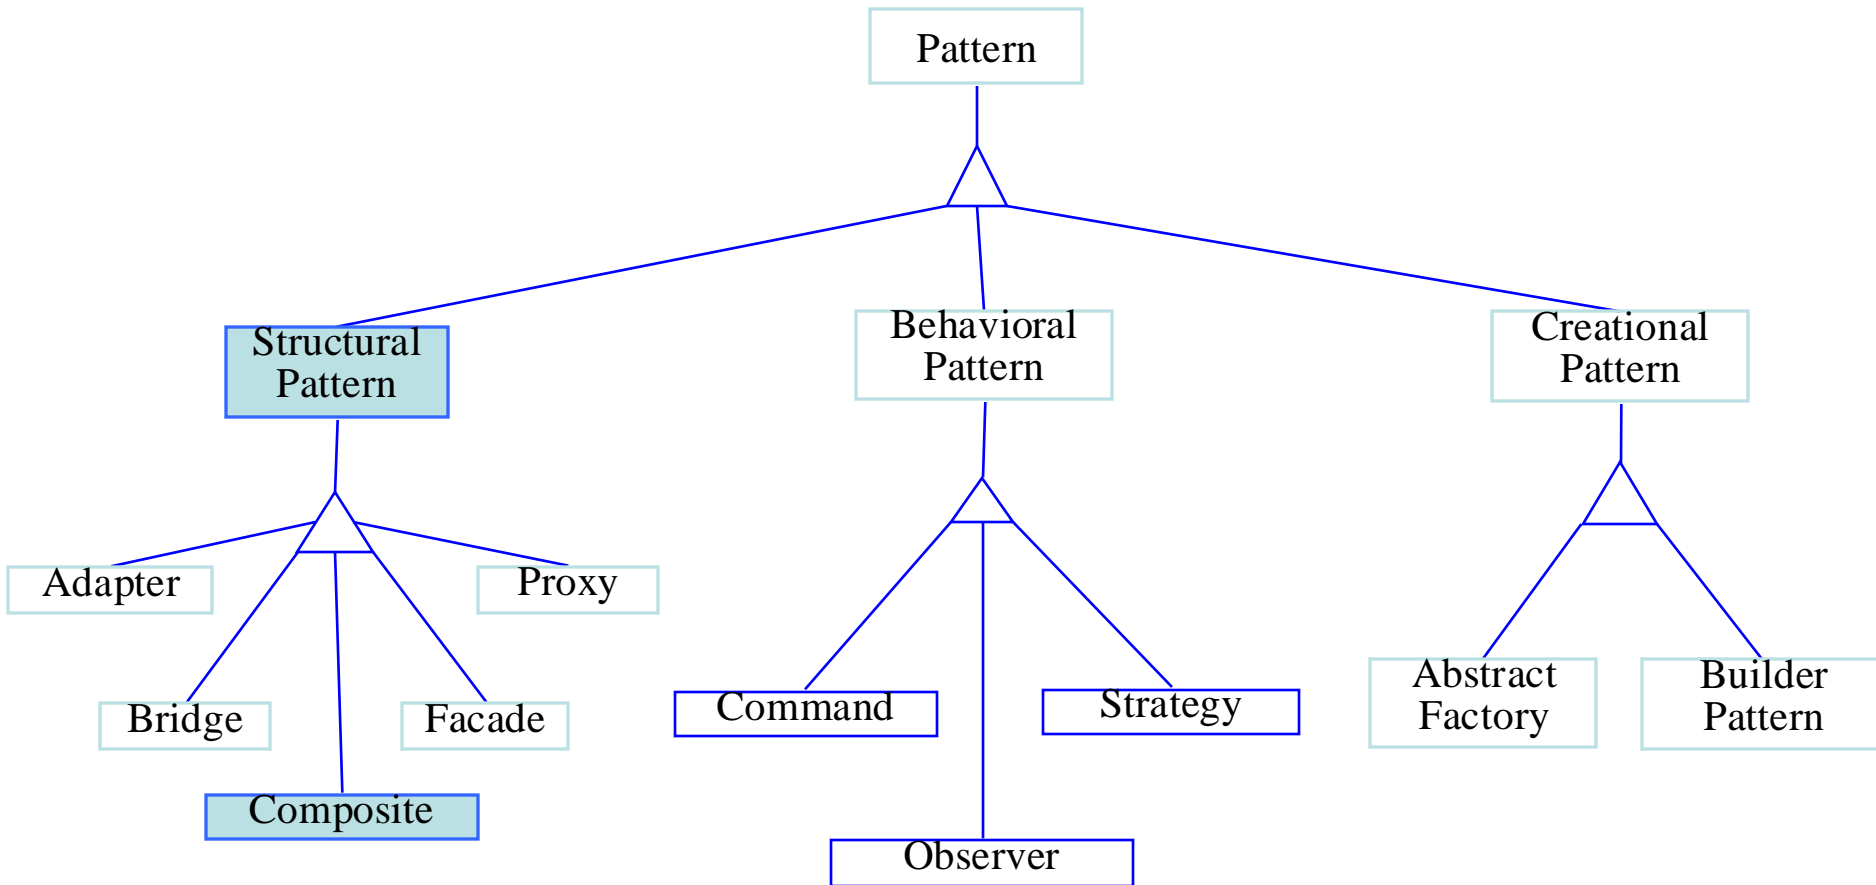 Pattern
Structural
Pattern
Behavioral
Pattern
Creational
Pattern
Adapter
Proxy
Bridge
Facade
Composite
Command
Strategy
Observer
Abstract
Factory
Builder
Pattern